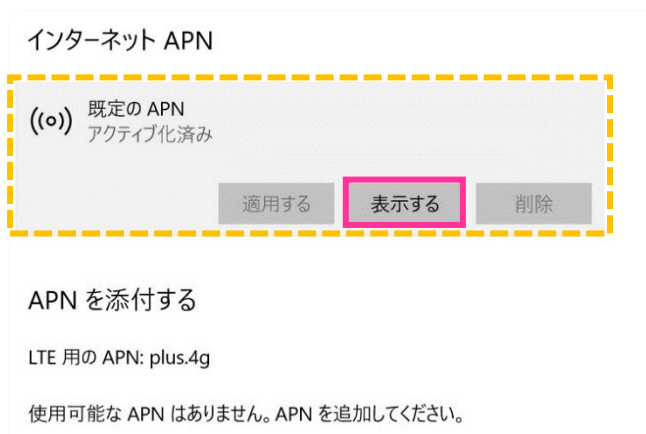 インターネット APN
既定の APN
アクティブ化済み
適用する 表示する 削除
APN を添付する
LTE 用の APN: plus.4g
使用可能な APN はありません。APN を追加してください。